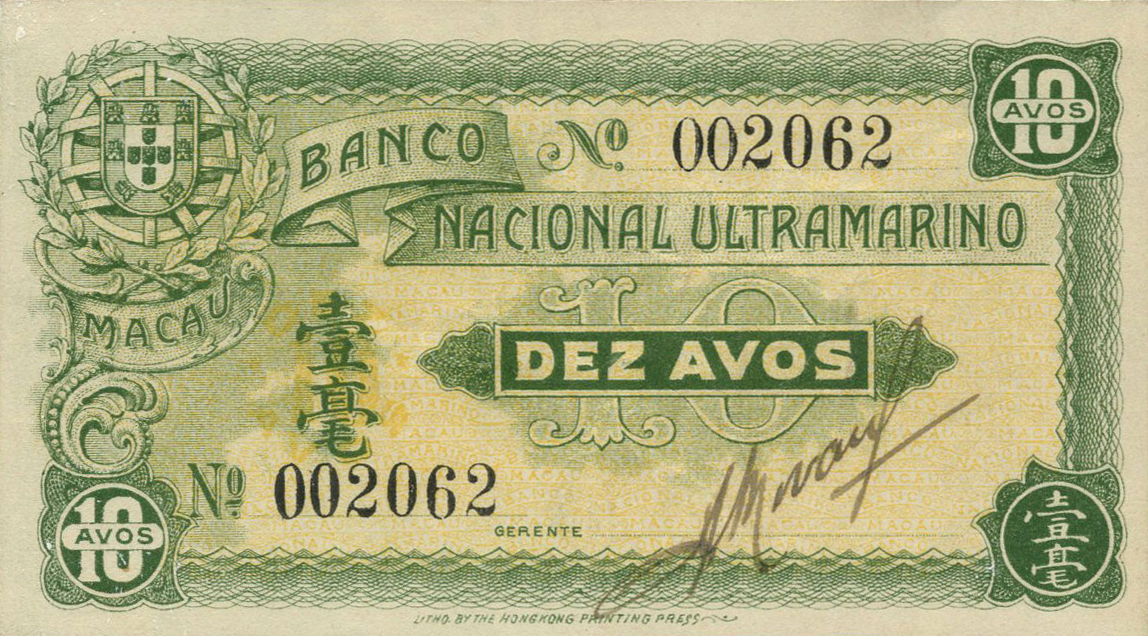 10
AVOS
BANCO
Nº 002062
NACIONAL ULTRAMARINO
MACAU
壹毫
10
DEZ AVOS
Nº 002062
GERENTE
10
AVOS
壹毫
LITHO. BY THE HONGKONG PRINTING PRESS